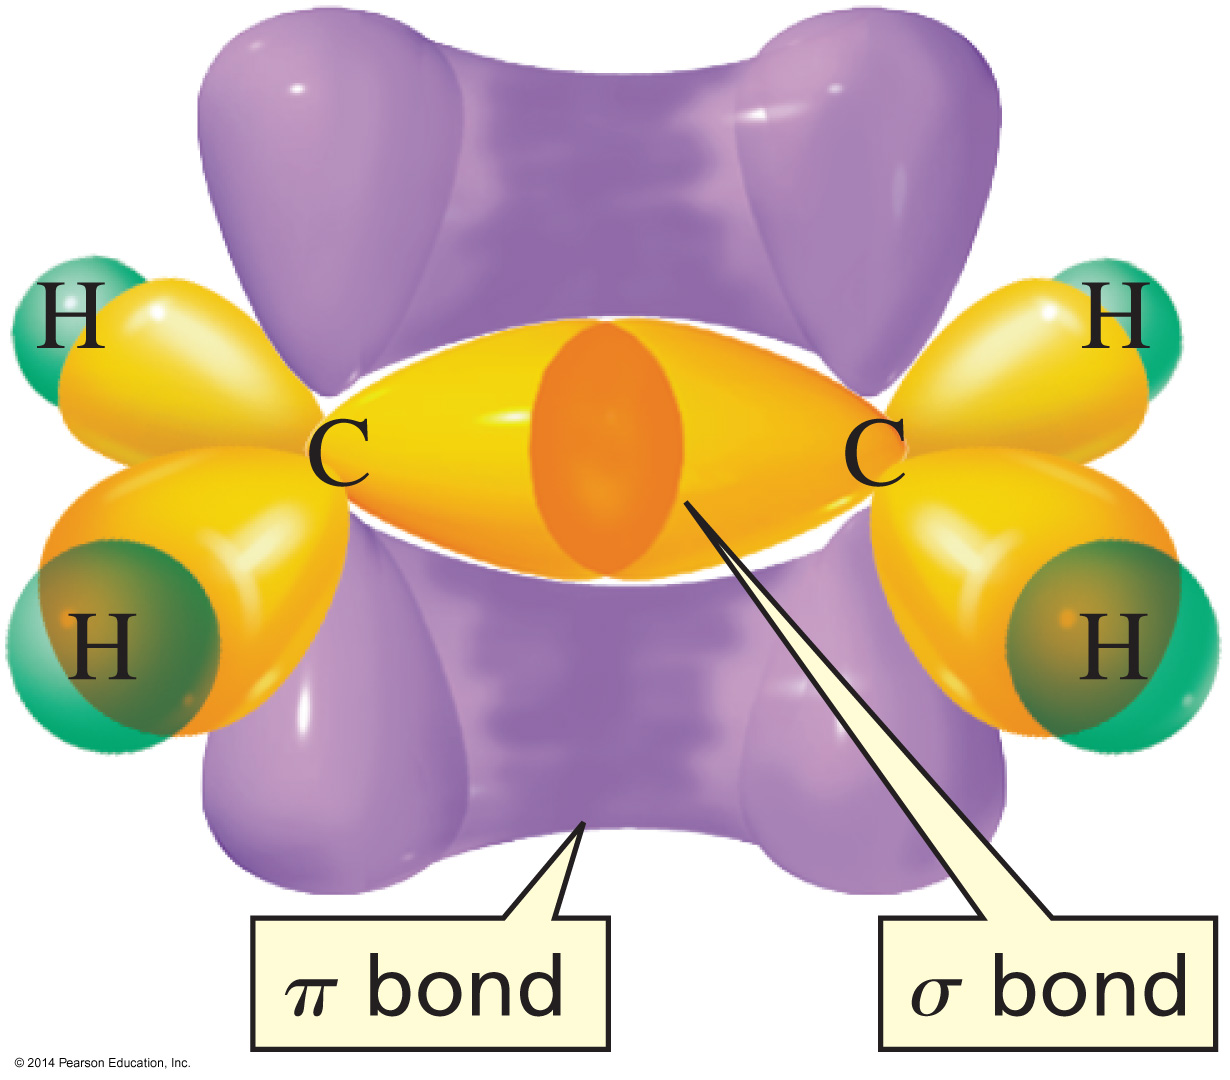 H H
C C
H H
π bond
σ bond
© 2014 Pearson Education, Inc.